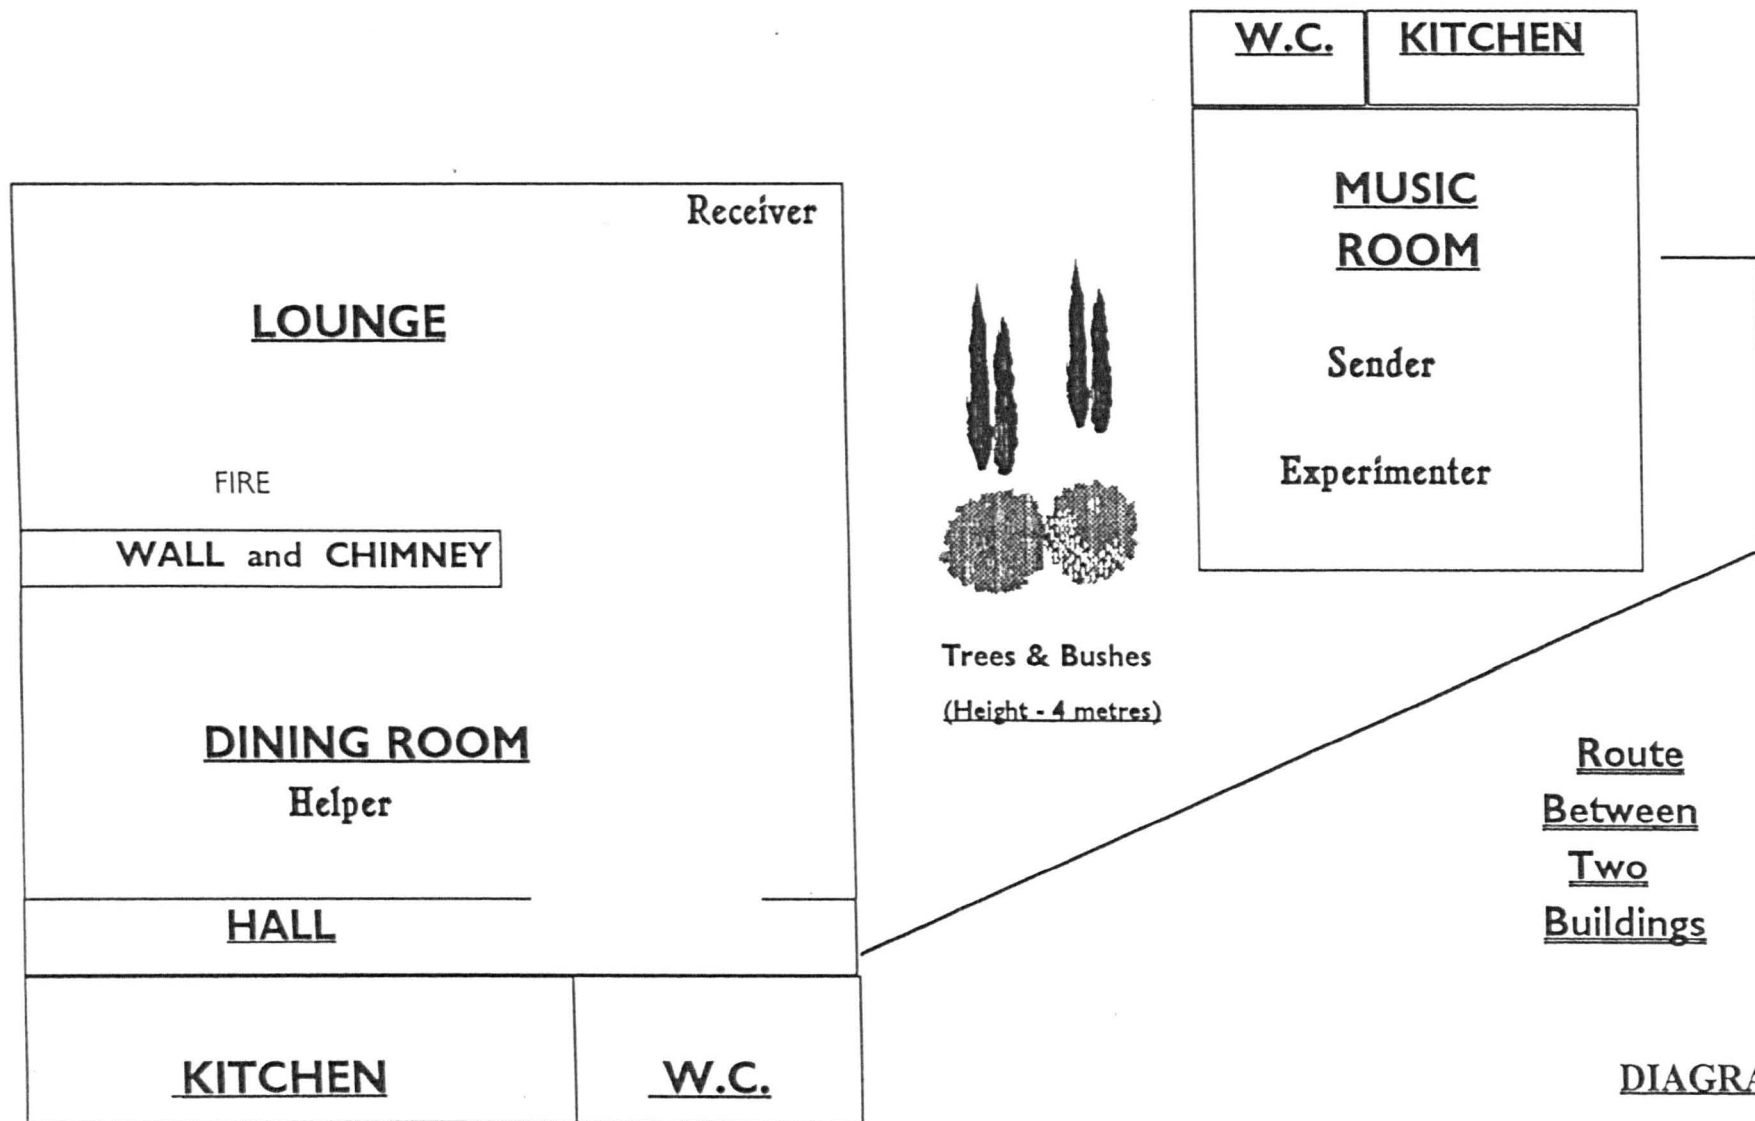 W.C. KITCHEN
MUSIC
ROOM
Sender
Experimenter
Receiver
LOUNGE
FIRE
WALL and CHIMNEY
DINING ROOM
Helper
HALL
KITCHEN W.C.
Trees & Bushes
(Height - 4 metres)
Route
Between
Two
Buildings
DIAGRA